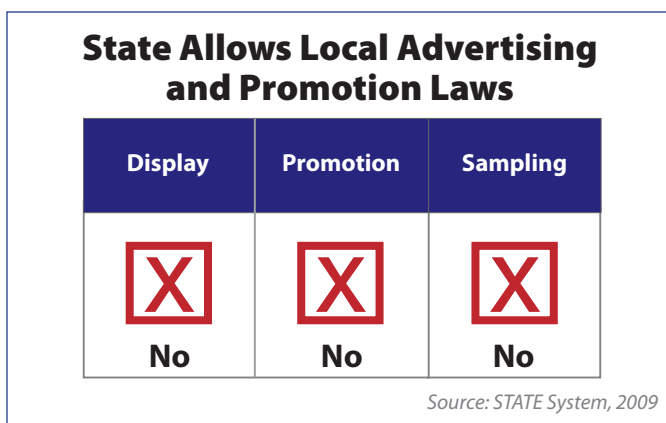 State Allows Local Advertising
and Promotion Laws
Display Promotion Sampling
X X X
No No No
Source: STATE System, 2009